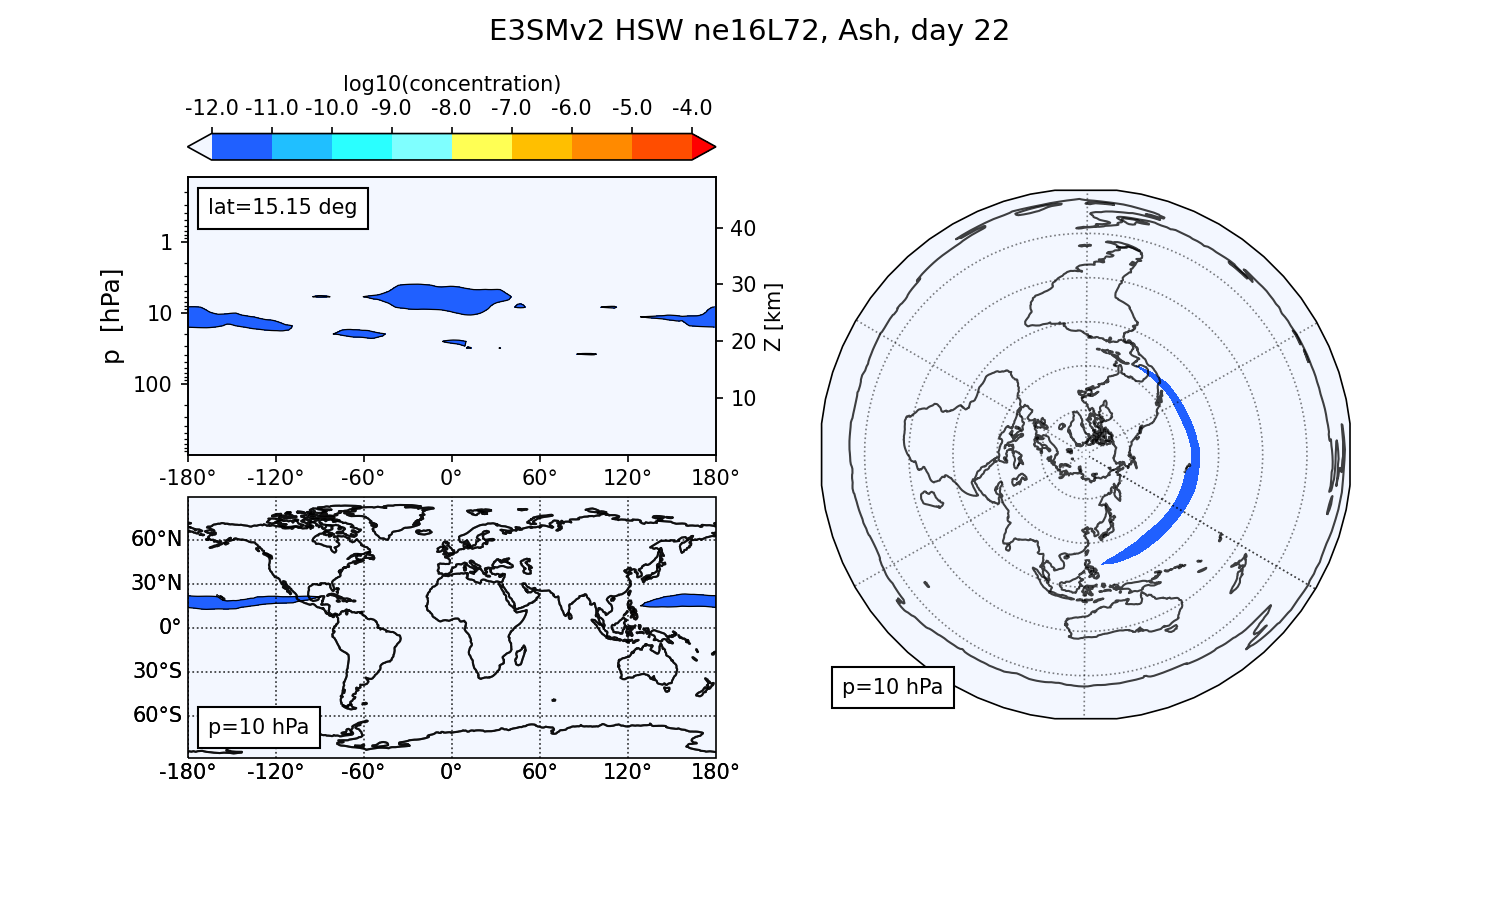 E3SMv2 HSW ne16L72, Ash, day 22
log10(concentration)
-12.0 -11.0 -10.0 -9.0 -8.0 -7.0 -6.0 -5.0 -4.0
lat=15.15 deg
1
10
100
p [hPa]
40
30
20
10
Z [km]
-180° -120° -60° 0° 60° 120° 180°
60°N
30°N
0°
30°S
60°S
p=10 hPa
-180° -120° -60° 0° 60° 120° 180°
p=10 hPa